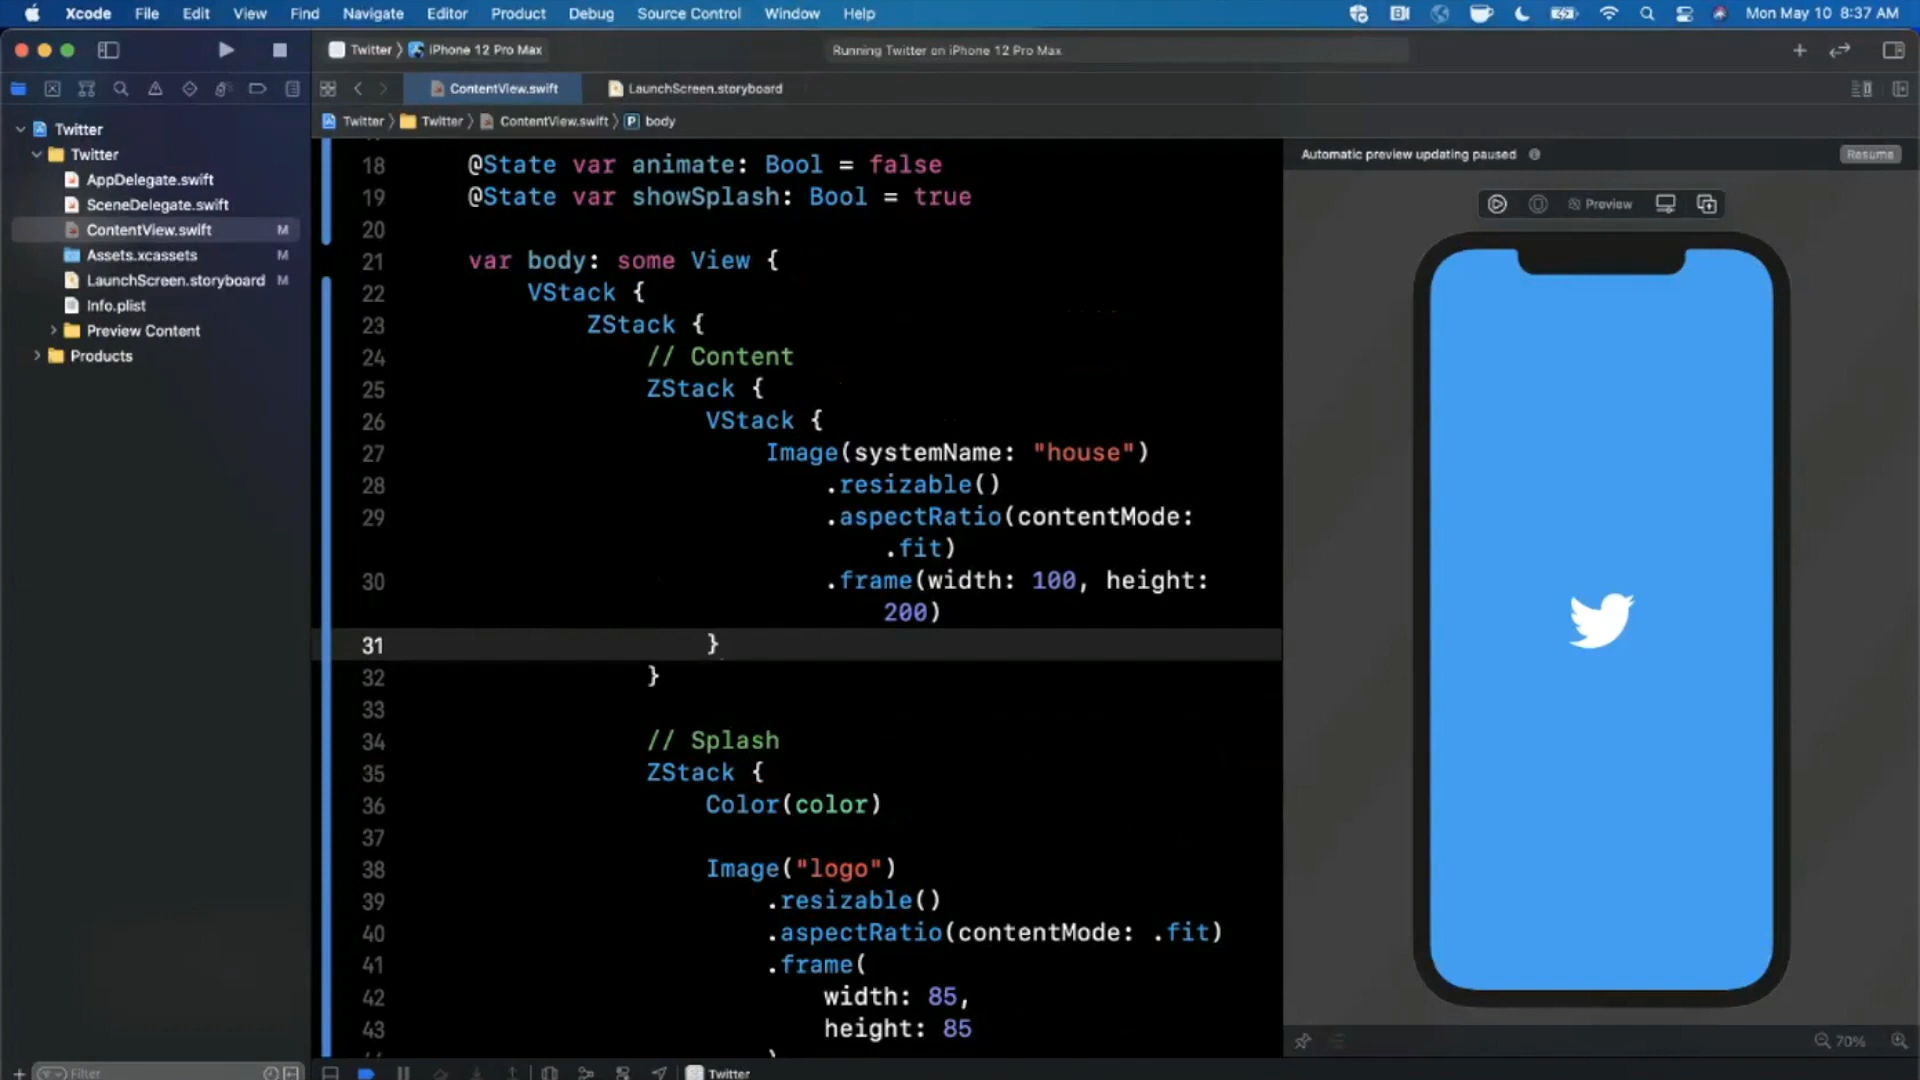 Xcode File Edit View Find Navigate Editor Product Debug Source Control Window Help Mon May 10 8:37 AM
Twitter 〉 iPhone 12 Pro Max Running Twitter on iPhone 12 Pro Max
ContentView.swift LaunchScreen.storyboard
Twitter 〉 Twitter 〉 ContentView.swift 〉 P body
Twitter
Twitter
AppDelegate.swift
SceneDelegate.swift
ContentView.swift M
Assets.xcassets M
LaunchScreen.storyboard M
Info.plist
Preview Content
Products
Filter
18 @State var animate: Bool = false
19 @State var showSplash: Bool = true
20
21 var body: some View {
22 VStack {
23 ZStack {
24 // Content
25 ZStack {
26 VStack {
27 Image(systemName: "house")
28 .resizable()
29 .aspectRatio(contentMode:
.fit)
30 .frame(width: 100, height:
200)
31 }
32 }
33
34 // Splash
35 ZStack {
36 Color(color)
37
38 Image("logo")
39 .resizable()
40 .aspectRatio(contentMode: .fit)
41 .frame(
42 width: 85,
43 height: 85
Twitter
Automatic preview updating paused Resume
Preview
70%